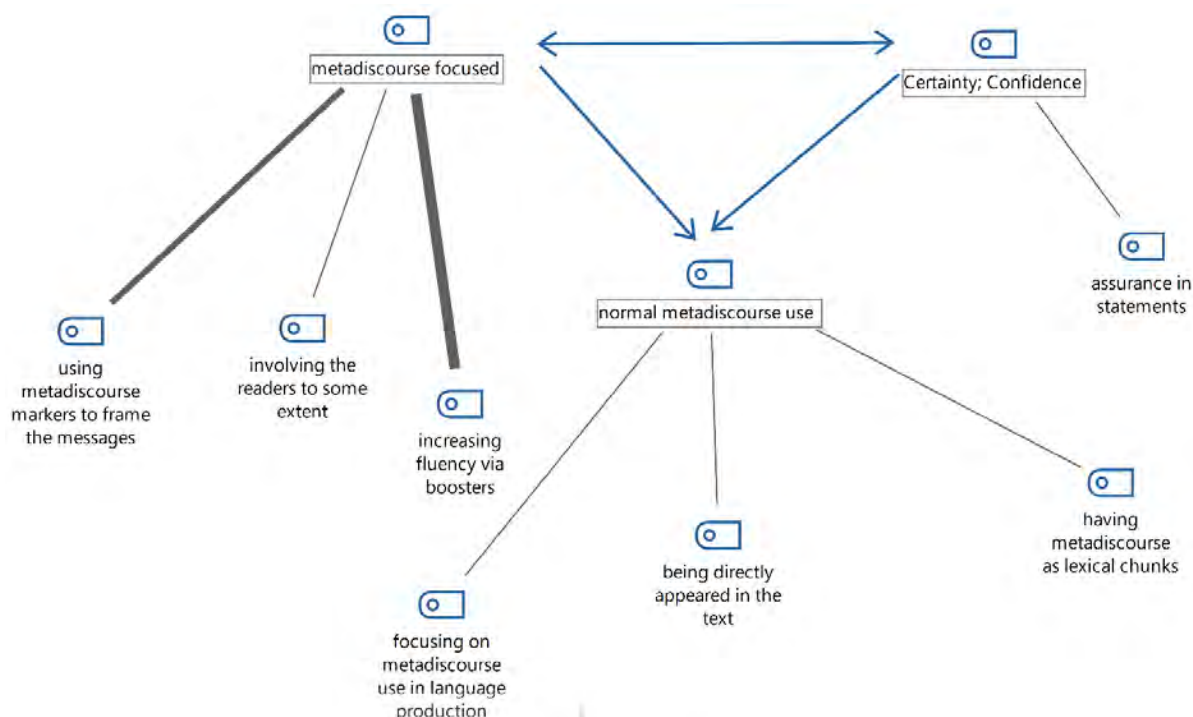 metadiscourse focused
Certainty; Confidence
assurance in
statements
normal metadiscourse use
using
metadiscourse
markers to frame
the messages
involving the
readers to some
extent
increasing
fluency via
boosters
having
metadiscourse
as lexical chunks
being directly
appeared in the
text
focusing on
metadiscourse
use in language
production